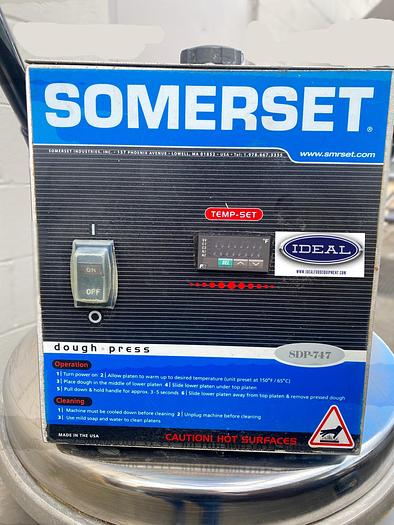 SOMERSET®
SOMERSET INDUSTRIES, INC. • 137 PHOENIX AVENUE • LOWELL, MA 01852 • USA • Tel: 1.978.667.3355
www.smrset.com
TEMP-SET
°F
SEL
F
IDEAL
WWW.IDEALFOODEQUIPMENT.COM
I
ON
OFF
O
dough•press
SDP-747
Operation
1| Turn power on 2| Allow platen to warm up to desired temperature (unit preset at 150°F / 65°C)
3| Place dough in the middle of lower platen 4| Slide lower platen under top platen
5| Pull down & hold handle for approx. 3-5 seconds 6| Slide lower platen away from top platen & remove pressed dough
Cleaning
1| Machine must be cooled down before cleaning 2| Unplug machine before cleaning
3| Use mild soap and water to clean platens
MADE IN THE USA
CAUTION! HOT SURFACES